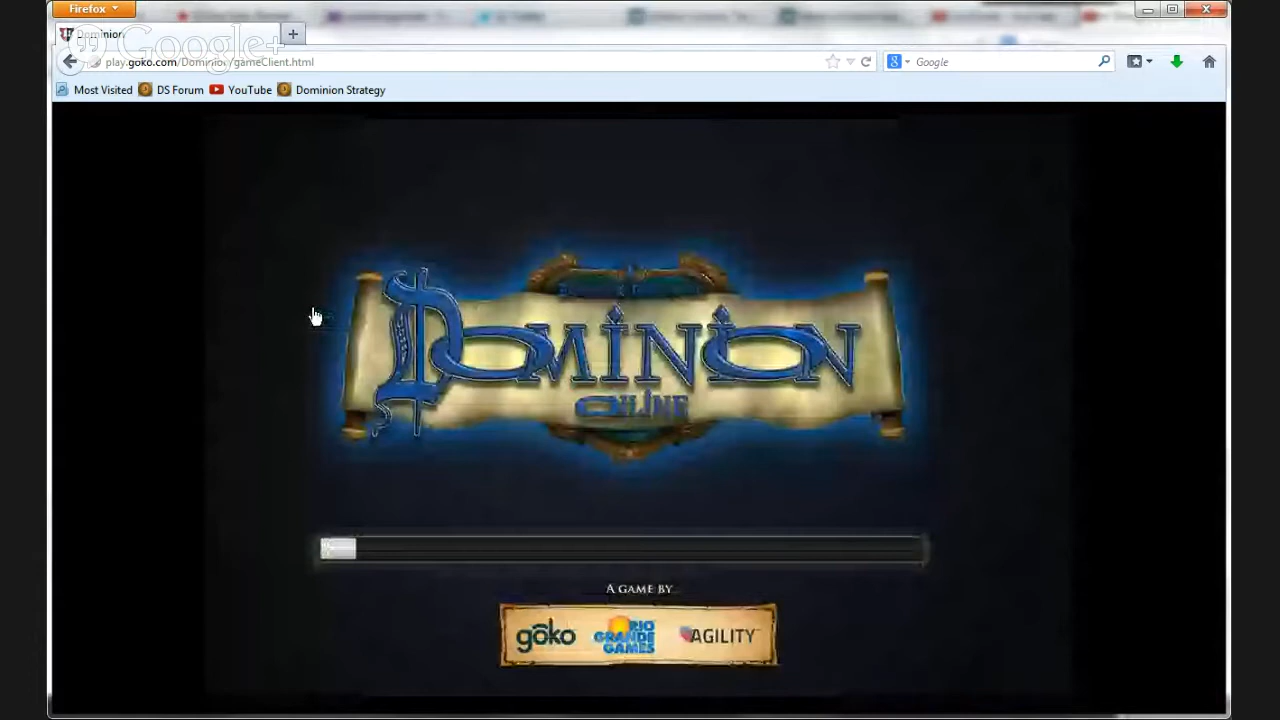 Firefox
Dominion
Google+
play.goko.com/Dominion/gameClient.html
Google
Most Visited
DS Forum
YouTube
Dominion Strategy
DOMINION
ONLINE
A GAME BY
goko
RIO GRANDE GAMES
AGILITY